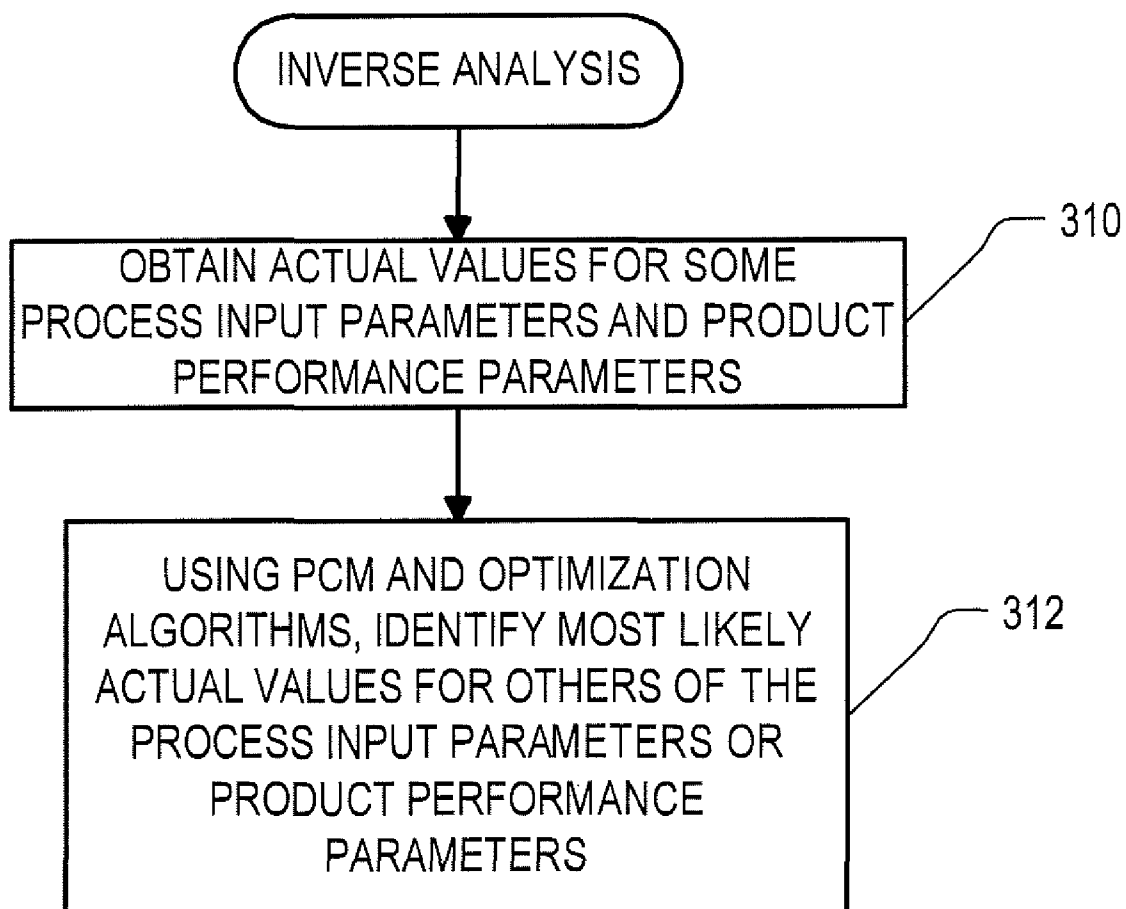 INVERSE ANALYSIS
310
OBTAIN ACTUAL VALUES FOR SOME
PROCESS INPUT PARAMETERS AND PRODUCT
PERFORMANCE PARAMETERS
USING PCM AND OPTIMIZATION
ALGORITHMS, IDENTIFY MOST LIKELY
312
ACTUAL VALUES FOR OTHERS OF THE
PROCESS INPUT PARAMETERS OR
PRODUCT PERFORMANCE
PARAMETERS